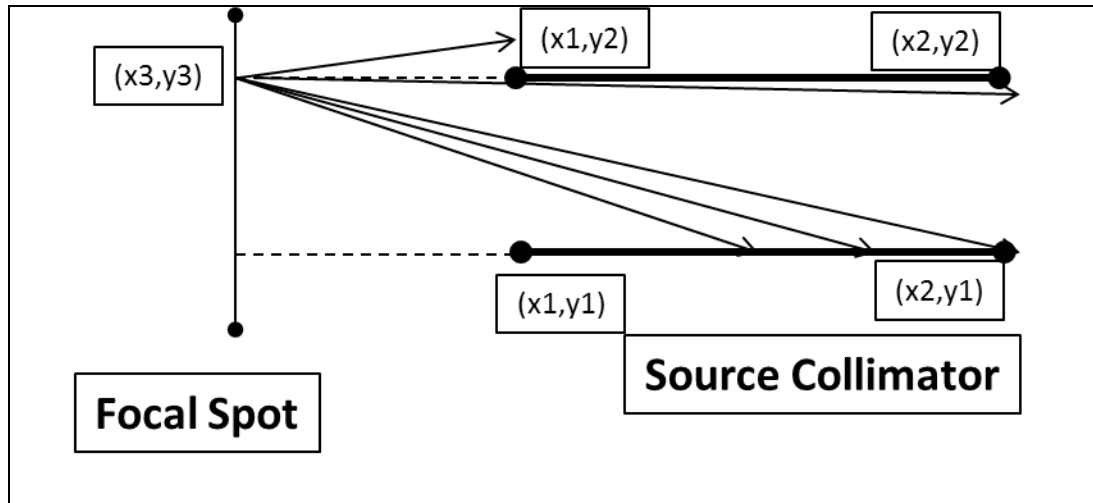 (x1,y2)
(x2,y2)
(x3,y3)
(x1,y1)
(x2,y1)
Source Collimator
Focal Spot